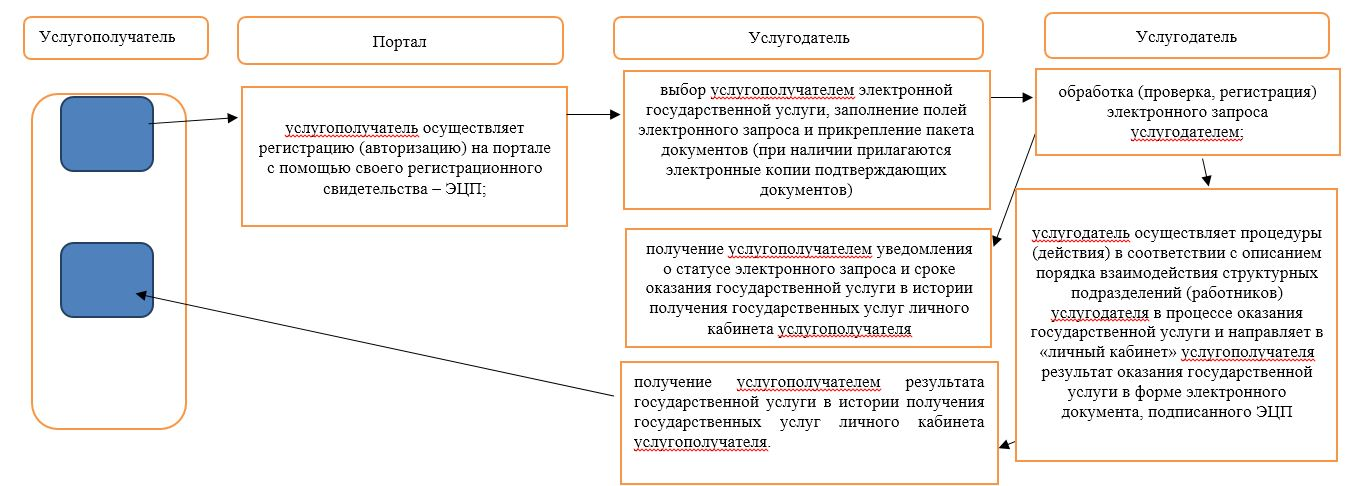 Услугополучатель
Портал
Услугодатель
Услугодатель
услугополучатель осуществляет
регистрацию (авторизацию) на портале
с помощью своего регистрационного
свидетельства – ЭЦП;
выбор услугополучателем электронной
государственной услуги, заполнение полей
электронного запроса и прикрепление пакета
документов (при наличии прилагаются
электронные копии подтверждающих
документов)
обработка (проверка, регистрация)
электронного запроса
услугодателем;
получение услугополучателем уведомления
о статусе электронного запроса и сроке
оказания государственной услуги в истории
получения государственных услуг личного
кабинета услугополучателя
услугодатель осуществляет процедуры
(действия) в соответствии с описанием
порядка взаимодействия структурных
подразделений (работников)
услугодателя в процессе оказания
государственной услуги и направляет в
«личный кабинет» услугополучателя
результат оказания государственной
услуги в форме электронного
документа, подписанного ЭЦП
получение услугополучателем результата
государственной услуги в истории получения
государственных услуг личного кабинета
услугополучателя.